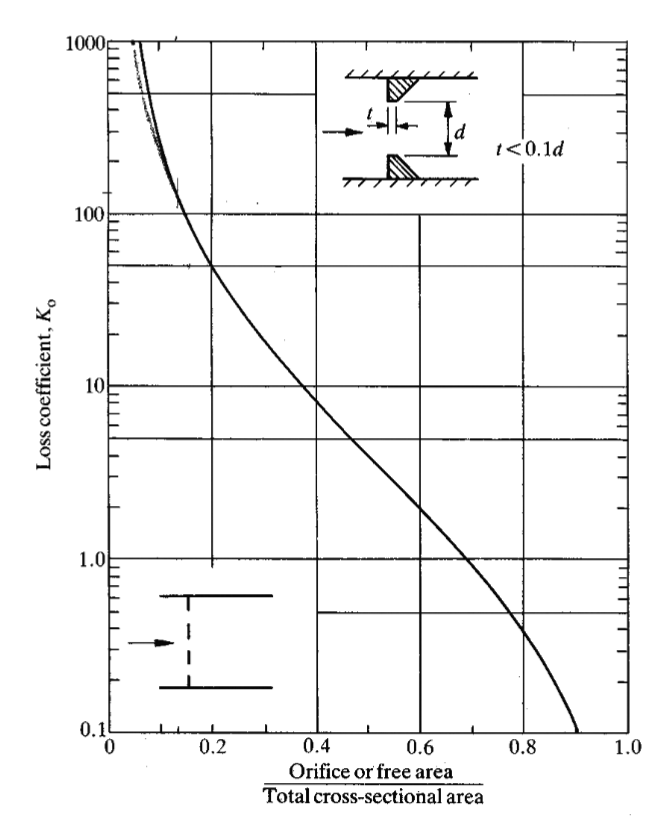 1000
100
10
1.0
0.1
Loss coefficient, Kₒ
t
d
t<0.1d
0
0.2
0.4
0.6
0.8
1.0
Orifice or free area
Total cross-sectional area